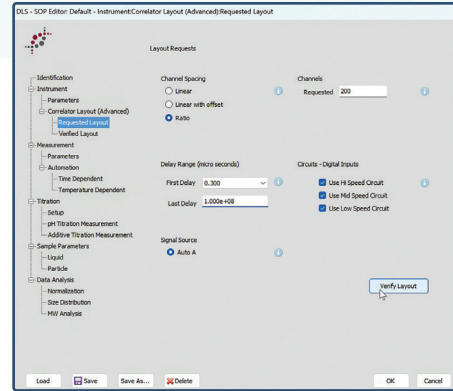 DLS - SOP Editor: Default - Instrument:Correlator Layout (Advanced):Requested Layout
Layout Requests
Identification
Instrument
Parameters
Correlator Layout (Advanced)
Requested Layout
Verified Layout
Measurement
Parameters
Automation
Time Dependent
Temperature Dependent
Titration
Setup
pH Titration Measurement
Additive Titration Measurement
Sample Parameters
Liquid
Particle
Data Analysis
Normalization
Size Distribution
MW Analysis
Channel Spacing
Linear
Linear with offset
Ratio
Channels
Requested 200
Delay Range (micro seconds)
First Delay 0.300
Last Delay 1.000e+08
Circuits - Digital Inputs
Use Hi Speed Circuit
Use Mid Speed Circuit
Use Low Speed Circuit
Signal Source
Auto A
Verify Layout
Load Save Save As... Delete OK Cancel